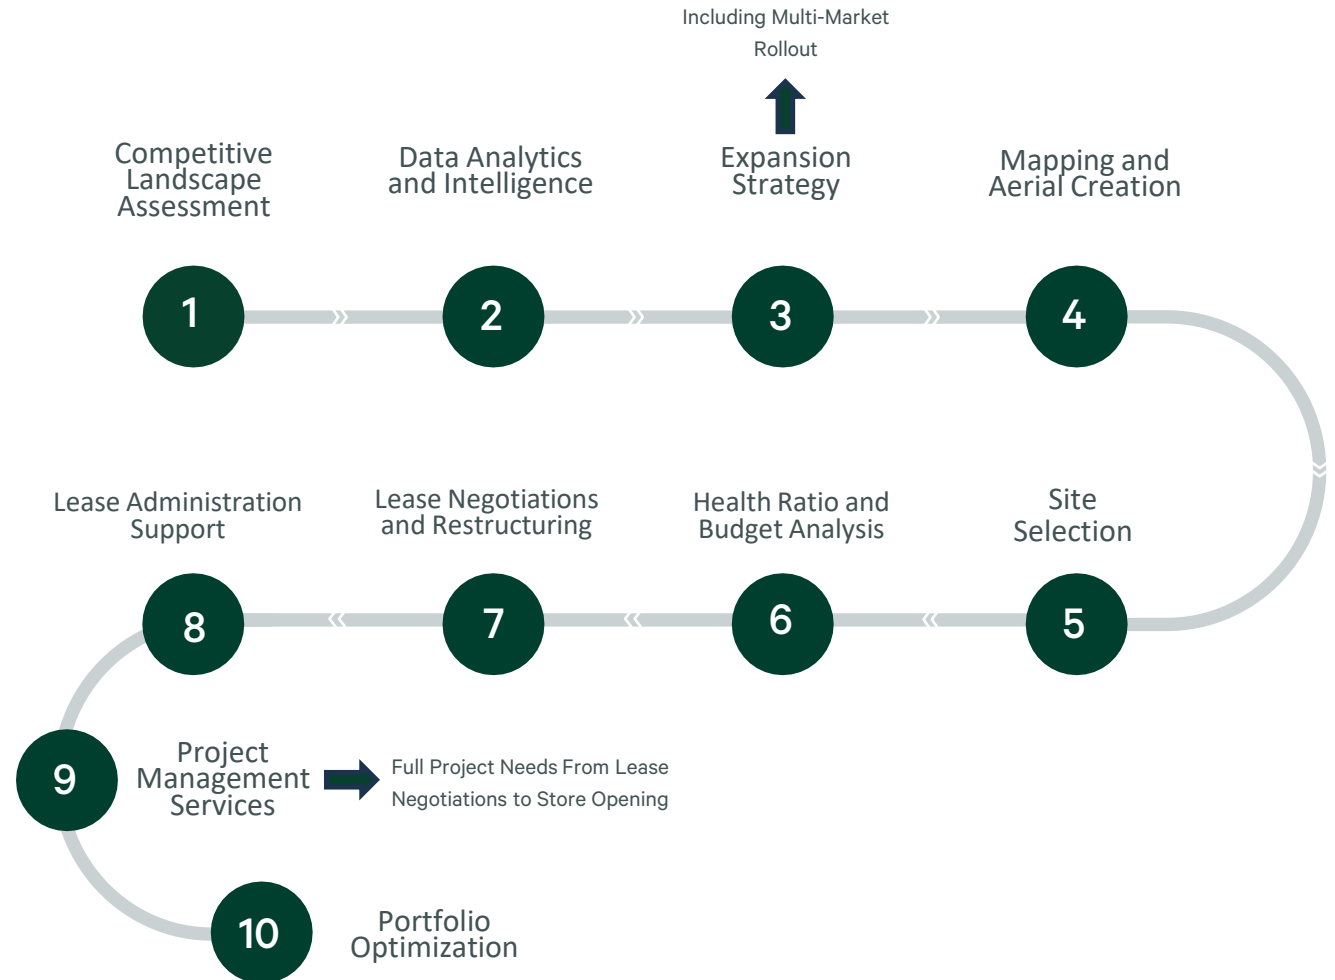 Including Multi-Market
Rollout
Competitive
Landscape
Assessment
Data Analytics
and Intelligence
Expansion
Strategy
Mapping and
Aerial Creation
1
2
3
4
Lease Administration
Support
Lease Negotiations
and Restructuring
Health Ratio and
Budget Analysis
Site
Selection
8
7
6
5
9
Project
Management
Services
Full Project Needs From Lease
Negotiations to Store Opening
10
Portfolio
Optimization